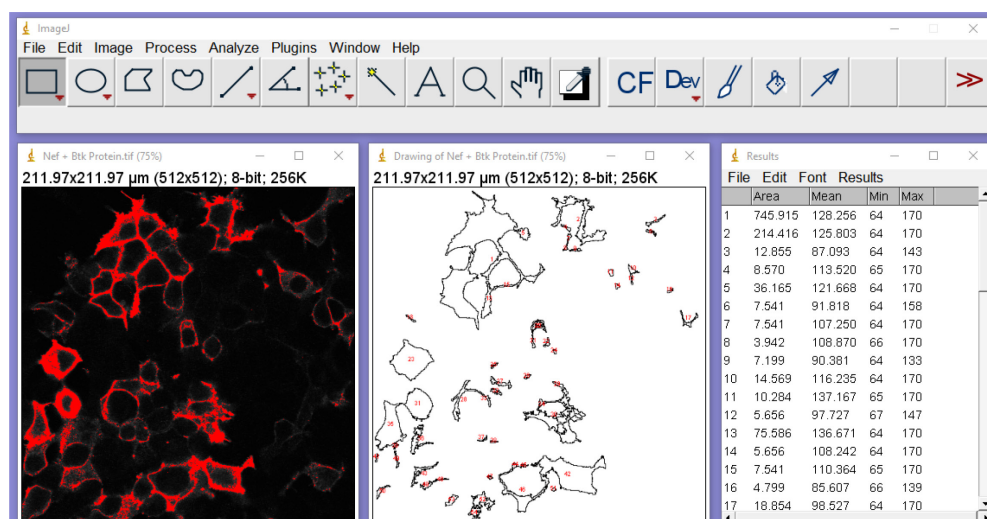 ImageJ
File Edit Image Process Analyze Plugins Window Help
A CF Dev >>
Nef + Btk Protein.tif (75%)
211.97x211.97 µm (512x512); 8-bit; 256K
Drawing of Nef + Btk Protein.tif (75%)
211.97x211.97 µm (512x512); 8-bit; 256K
Results
File Edit Font Results
Area Mean Min Max
1 745.915 128.256 64 170
2 214.416 125.803 64 170
3 12.855 87.093 64 143
4 8.570 113.520 65 170
5 36.165 121.668 64 170
6 7.541 91.818 64 158
7 7.541 107.250 64 170
8 3.942 108.870 66 170
9 7.199 90.381 64 133
10 14.569 116.235 64 170
11 10.284 137.167 65 170
12 5.656 97.727 67 147
13 75.586 136.671 64 170
14 5.656 108.242 64 170
15 7.541 110.364 65 170
16 4.799 85.607 66 139
17 18.854 98.527 64 170